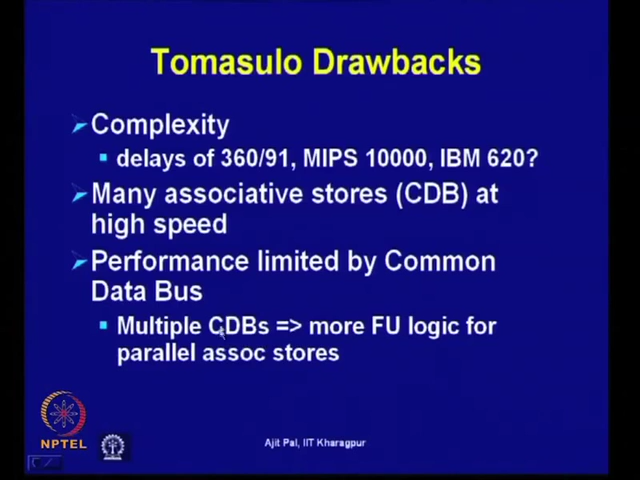 Tomasulo Drawbacks
Complexity
delays of 360/91, MIPS 10000, IBM 620?
Many associative stores (CDB) at
high speed
Performance limited by Common
Data Bus
Multiple CDBs => more FU logic for
parallel assoc stores
NPTEL
Ajit Pal, IIT Kharagpur